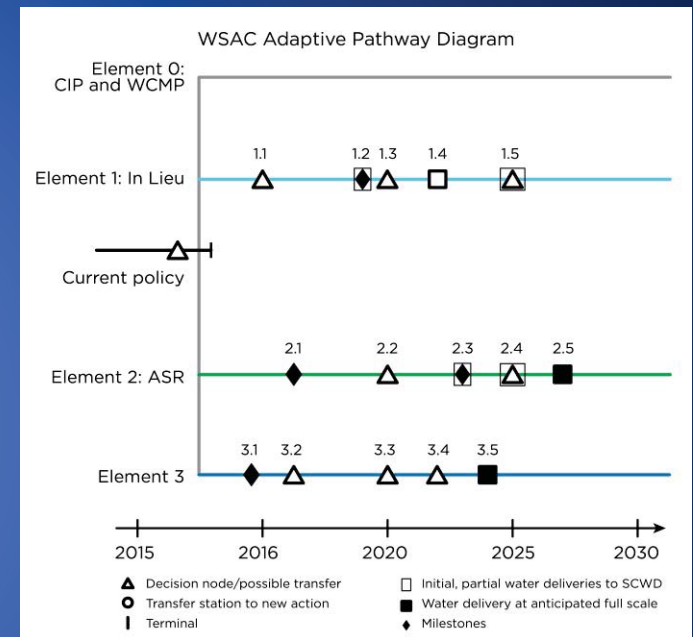 WSAC Adaptive Pathway Diagram
Element 0:
CIP and WCMP
1.1 1.2 1.3 1.4 1.5
Element 1: In Lieu
Current policy
2.1 2.2 2.3 2.4 2.5
Element 2: ASR
3.1 3.2 3.3 3.4 3.5
Element 3
2015 2016 2020 2025 2030
Decision node/possible transfer
Transfer station to new action
Terminal
Initial, partial water deliveries to SCWD
Water delivery at anticipated full scale
Milestones